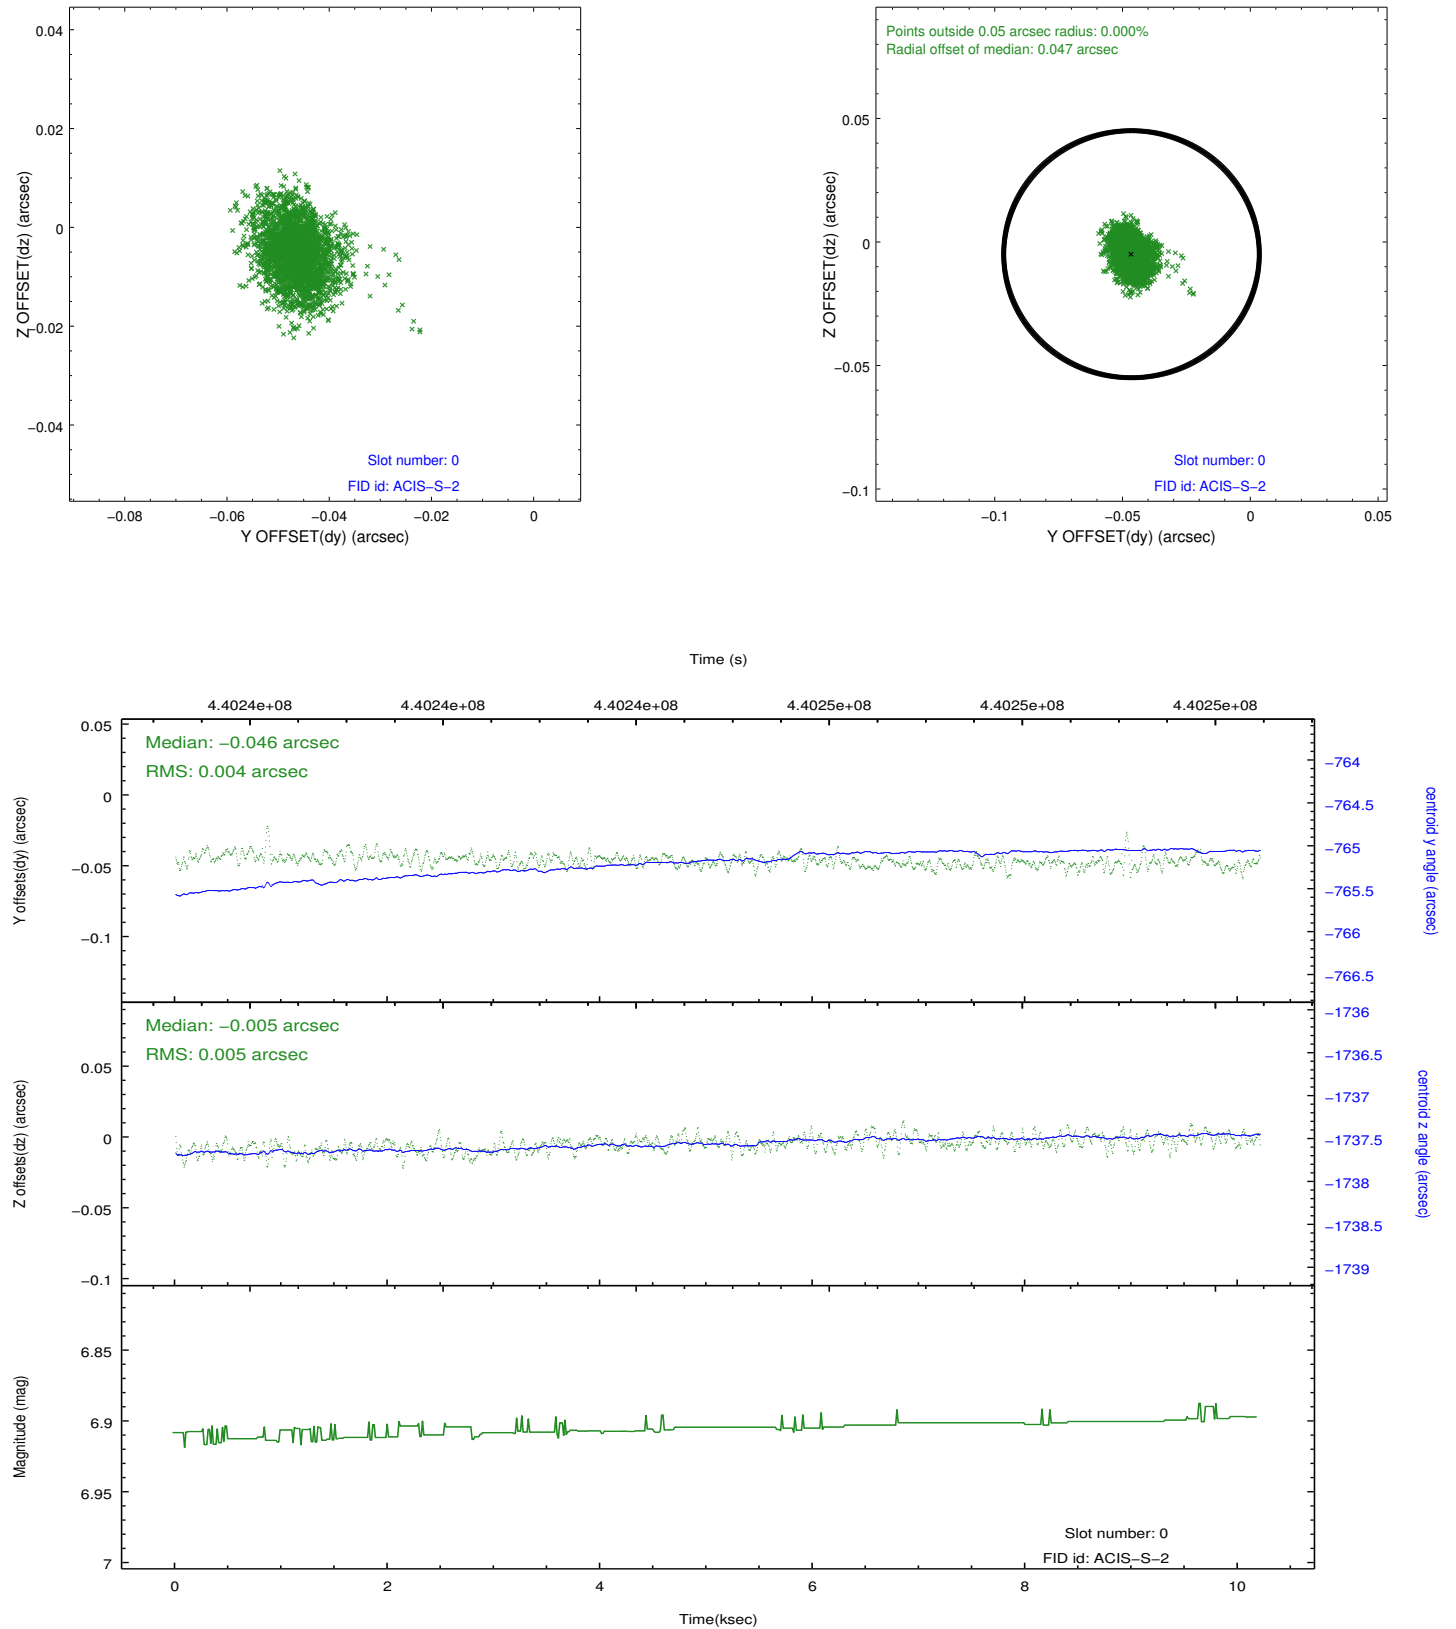 0.04
0.02
0
−0.02
−0.04
Z OFFSET(dz) (arcsec)
Slot number: 0
FID id: ACIS−S−2
−0.08
−0.06
−0.04
−0.02
0
Y OFFSET(dy) (arcsec)
Points outside 0.05 arcsec radius: 0.000%
Radial offset of median: 0.047 arcsec
0.05
0
−0.05
−0.1
Z OFFSET(dz) (arcsec)
Slot number: 0
FID id: ACIS−S−2
−0.1
−0.05
0
0.05
Y OFFSET(dy) (arcsec)
Time (s)
4.4024e+08
4.4024e+08
4.4024e+08
4.4025e+08
4.4025e+08
4.4025e+08
Median: −0.046 arcsec
RMS: 0.004 arcsec
0.05
0
−0.05
−0.1
Y offsets(dy) (arcsec)
−764
−764.5
−765
−765.5
−766
−766.5
centroid y angle (arcsec)
Median: −0.005 arcsec
RMS: 0.005 arcsec
0.05
0
−0.05
−0.1
Z offsets(dz) (arcsec)
−1736
−1736.5
−1737
−1737.5
−1738
−1738.5
−1739
centroid z angle (arcsec)
6.85
6.9
6.95
7
Magnitude (mag)
Slot number: 0
FID id: ACIS−S−2
0
2
4
6
8
10
Time(ksec)